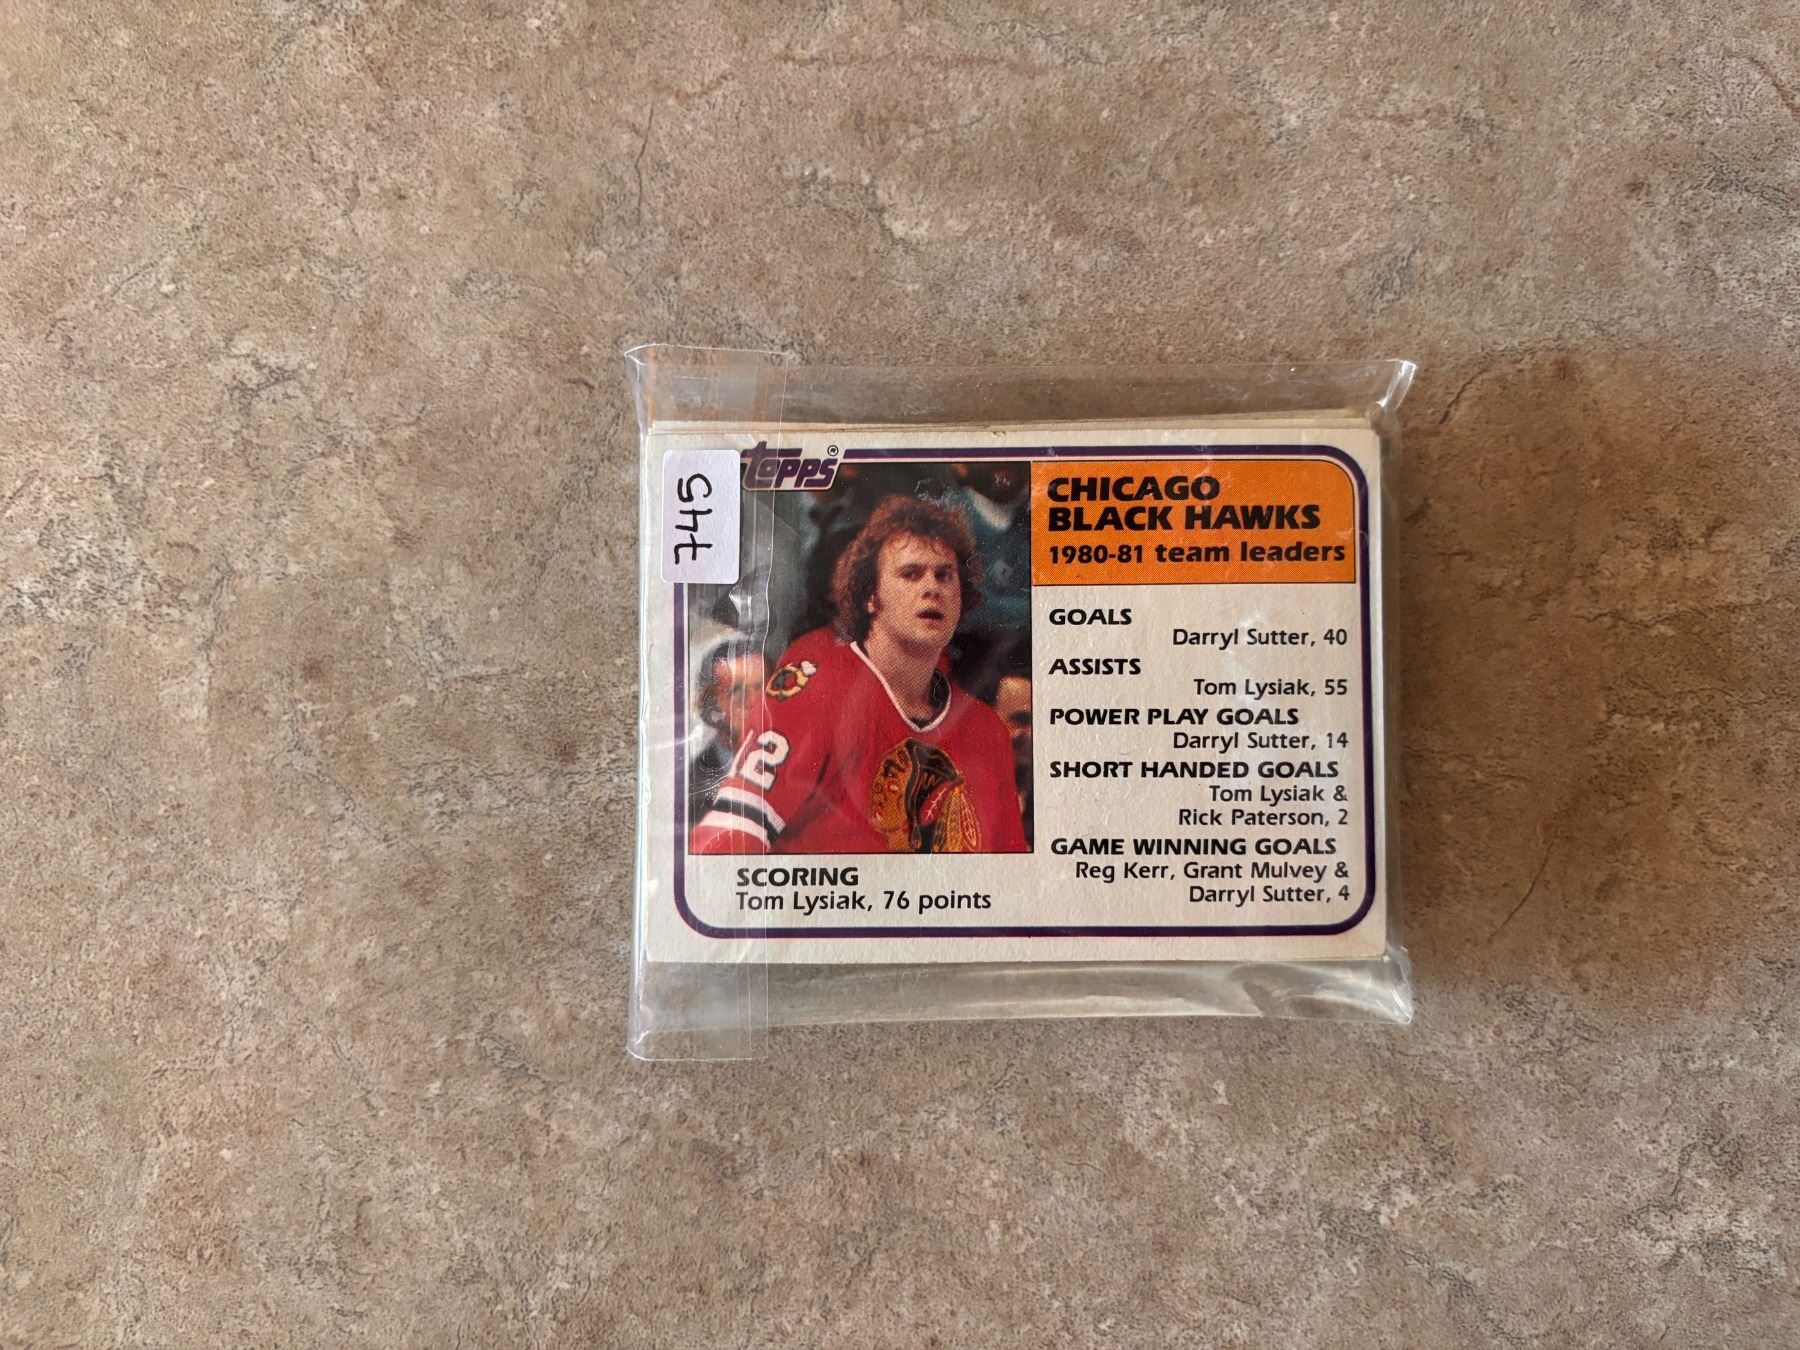 topps®
745
CHICAGO
BLACK HAWKS
1980-81 team leaders
GOALS
Darryl Sutter, 40
ASSISTS
Tom Lysiak, 55
POWER PLAY GOALS
Darryl Sutter, 14
SHORT HANDED GOALS
Tom Lysiak &
Rick Paterson, 2
GAME WINNING GOALS
Reg Kerr, Grant Mulvey &
Darryl Sutter, 4
2
SCORING
Tom Lysiak, 76 points